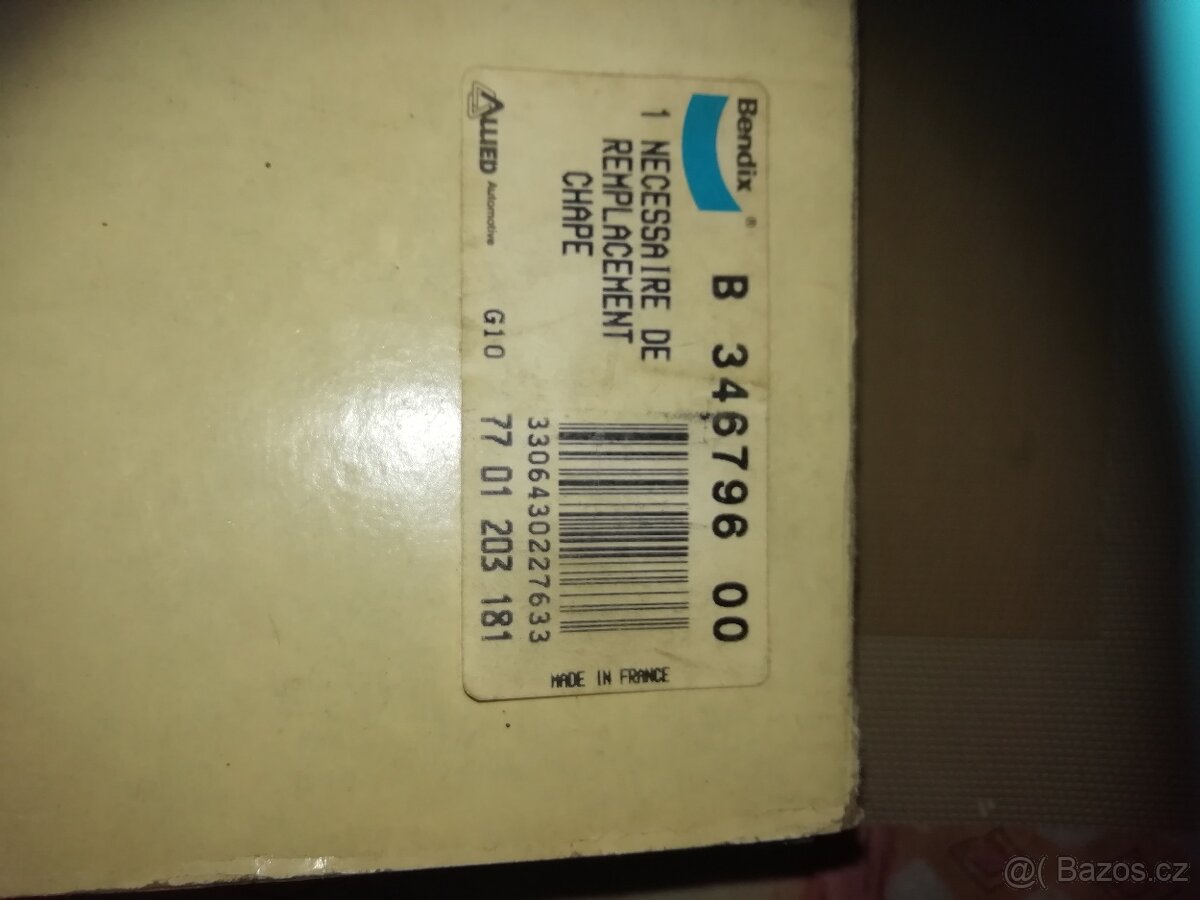 Bendix ®
B 346796 00
1 NECESSAIRE DE
REMPLACEMENT
CHAPE
3306430227633
ALLIED Automotive
G10
77 01 203 181
MADE IN FRANCE
@( Bazos.cz